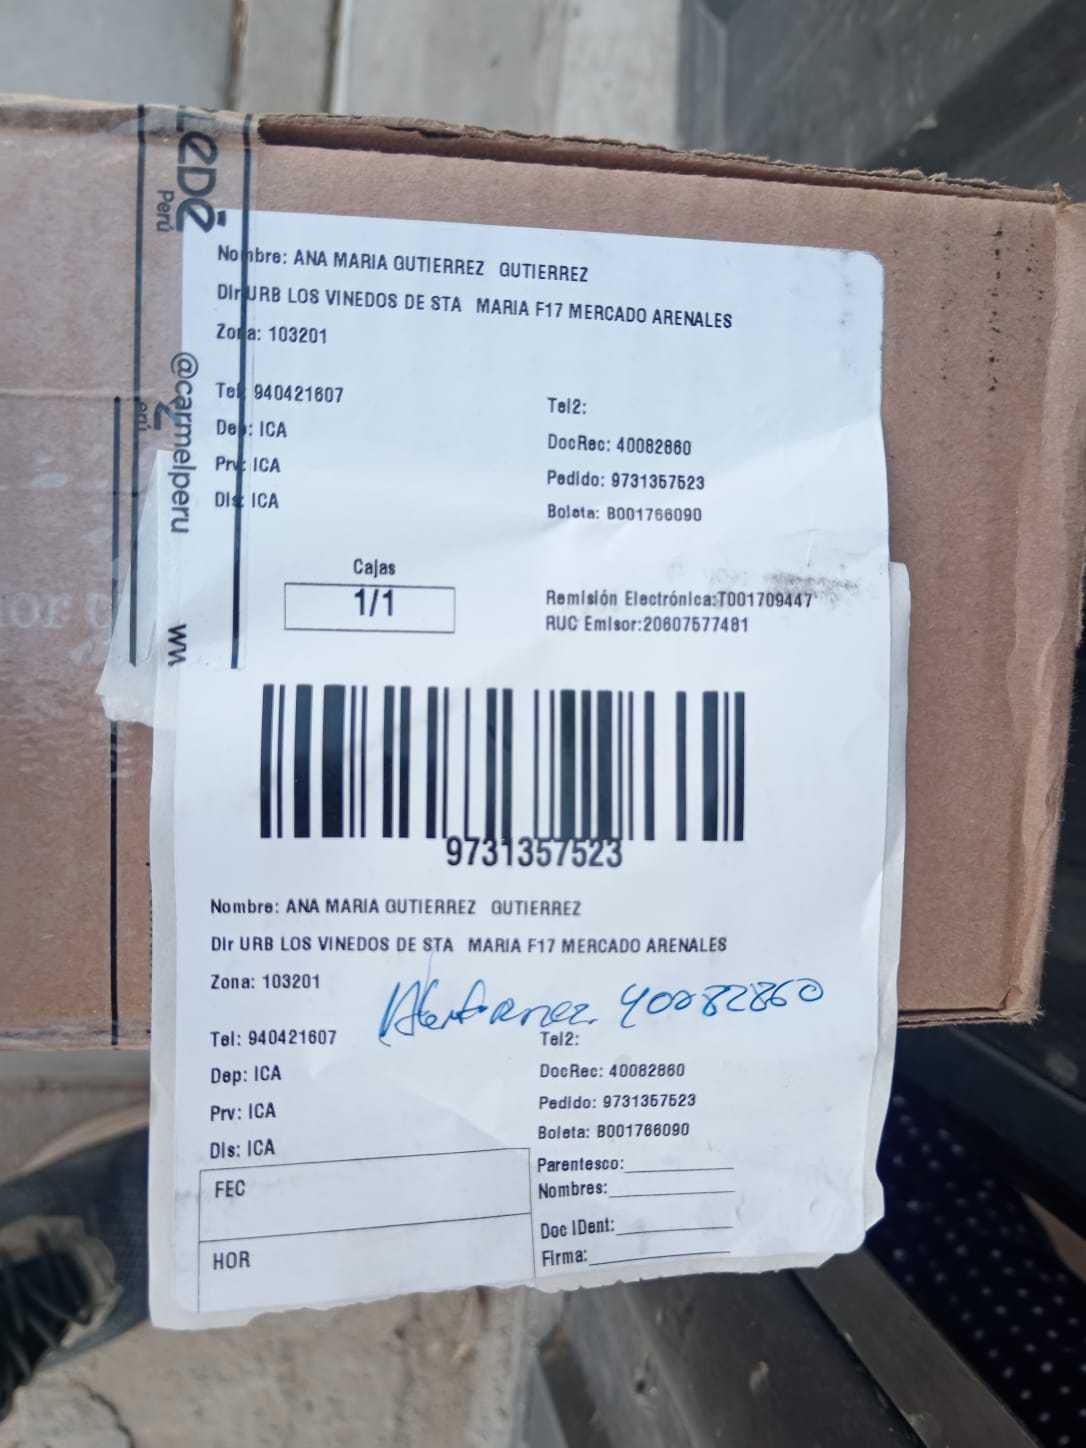 Perú
@carmelperu
ww
Nombre: ANA MARIA GUTIERREZ GUTIERREZ
Dir URB LOS VINEDOS DE STA MARIA F17 MERCADO ARENALES
Zona: 103201
Tel: 940421607
Tel2:
Dep: ICA
DocRec: 40082860
Prv: ICA
Pedido: 9731357523
Dis: ICA
Boleta: B001766090
Cajas
1/1
Remisión Electrónica:T001709447
RUC Emisor:20607577481
9731357523
Nombre: ANA MARIA GUTIERREZ GUTIERREZ
Dir URB LOS VINEDOS DE STA MARIA F17 MERCADO ARENALES
Zona: 103201
40082860
Tel: 940421607
Tel2:
Dep: ICA
DocRec: 40082860
Prv: ICA
Pedido: 9731357523
Dis: ICA
Boleta: B001766090
Parentesco:
FEC
Nombres:
Doc IDent:
HOR
Firma: